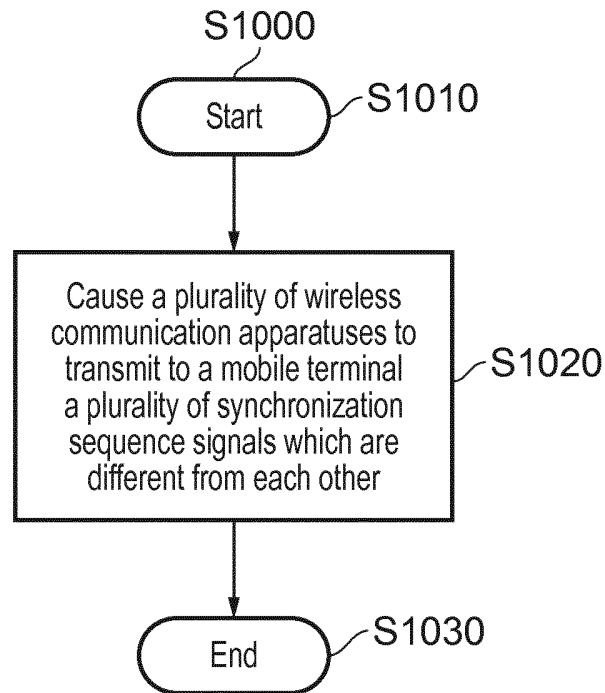 S1000
Start
S1010
Cause a plurality of wireless
communication apparatuses to
transmit to a mobile terminal
a plurality of synchronization
sequence signals which are
different from each other
S1020
End
S1030